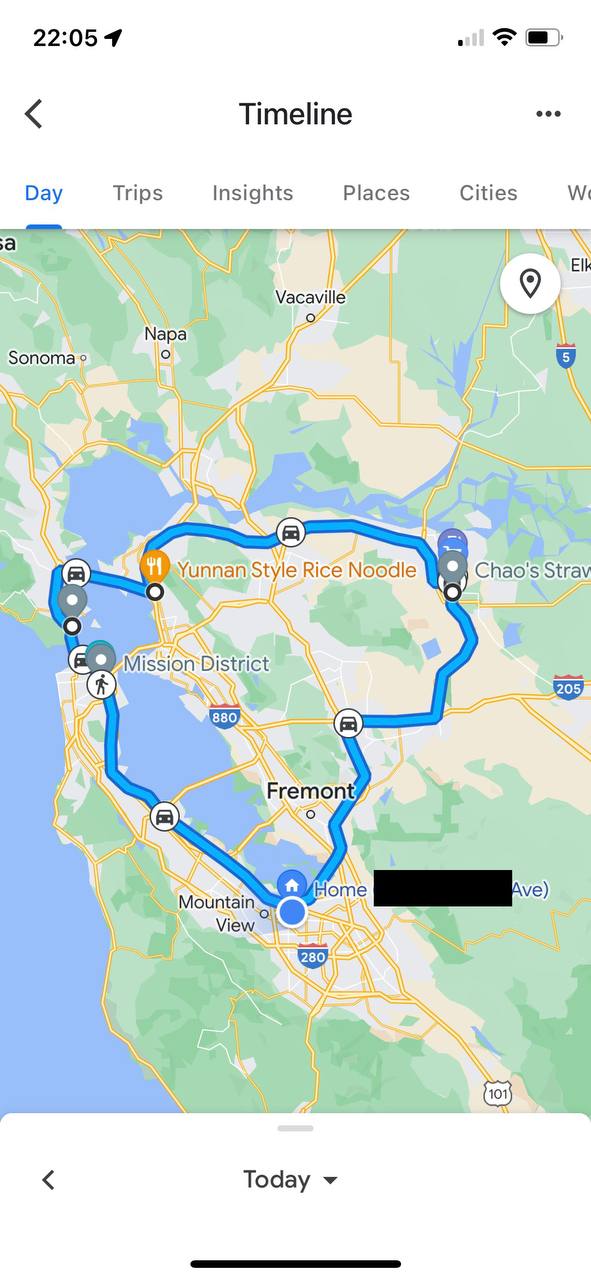 22:05
Timeline
Day Trips Insights Places Cities Wo
sa
Elk
Vacaville
5
Napa
Sonoma
Yunnan Style Rice Noodle
Chao's Straw
Mission District
205
880
Fremont
Home ( Ave)
Mountain
View
280
101
Today